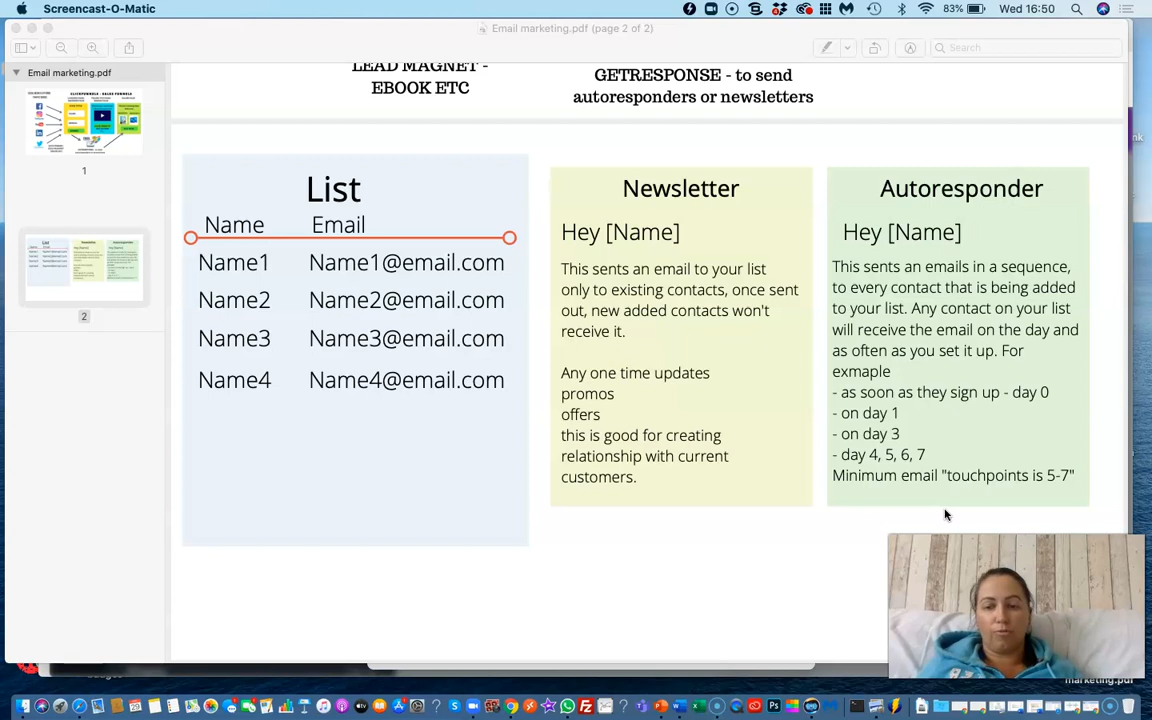 Screencast-O-Matic
83%
Wed 16:50
Email marketing.pdf (page 2 of 2)
Search
Email marketing.pdf
1
2
LEAD MAGNET -
EBOOK ETC
GETRESPONSE - to send
autoresponders or newsletters
List
Name Email
Name1 Name1@email.com
Name2 Name2@email.com
Name3 Name3@email.com
Name4 Name4@email.com
Newsletter
Hey [Name]
This sents an email to your list
only to existing contacts, once sent
out, new added contacts won't
receive it.
Any one time updates
promos
offers
this is good for creating
relationship with current
customers.
Autoresponder
Hey [Name]
This sents an emails in a sequence,
to every contact that is being added
to your list. Any contact on your list
will receive the email on the day and
as often as you set it up. For
exmaple
- as soon as they sign up - day 0
- on day 1
- on day 3
- day 4, 5, 6, 7
Minimum email "touchpoints is 5-7"
marketing.pdf